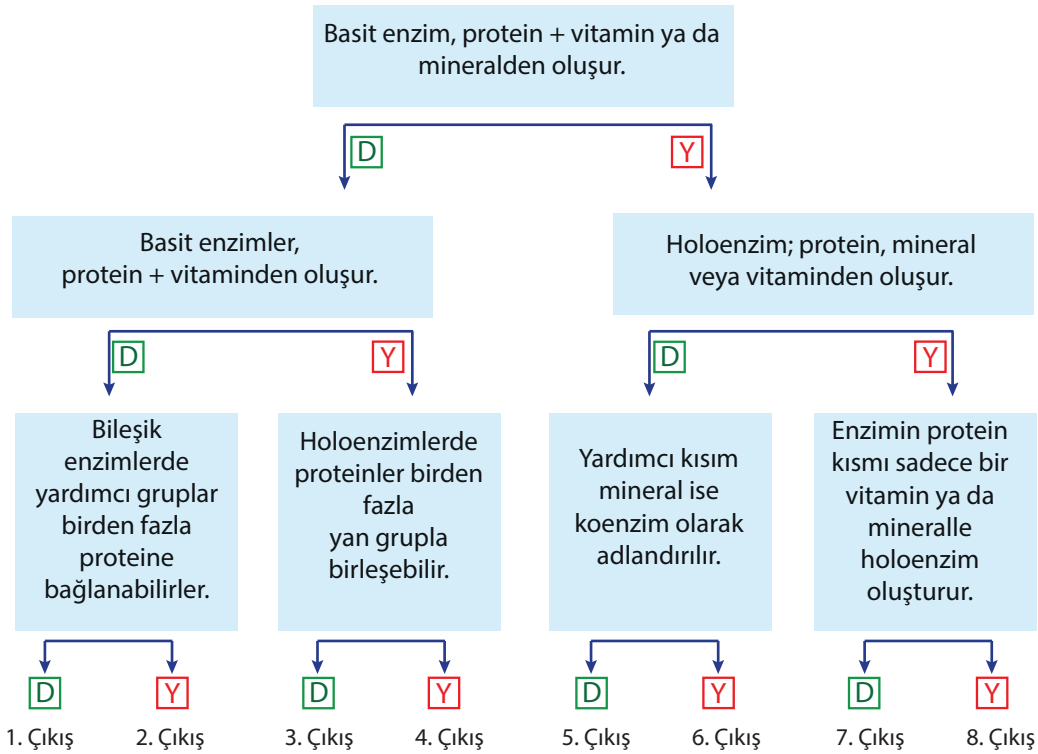 Basit enzim, protein + vitamin ya da
mineralden oluşur.
D
Y
Basit enzimler,
protein + vitaminden oluşur.
Holoenzim; protein, mineral
veya vitaminden oluşur.
D
Y
D
Y
Bileşik
enzimlerde
yardımcı gruplar
birden fazla
proteine
bağlanabilirler.
Holoenzimlerde
proteinler birden
fazla
yan grupla
birleşebilir.
Yardımcı kısım
mineral ise
koenzim olarak
adlandırılır.
Enzimin protein
kısmı sadece bir
vitamin ya da
mineralle
holoenzim
oluşturur.
D
Y
D
Y
D
Y
D
Y
1. Çıkış
2. Çıkış
3. Çıkış
4. Çıkış
5. Çıkış
6. Çıkış
7. Çıkış
8. Çıkış